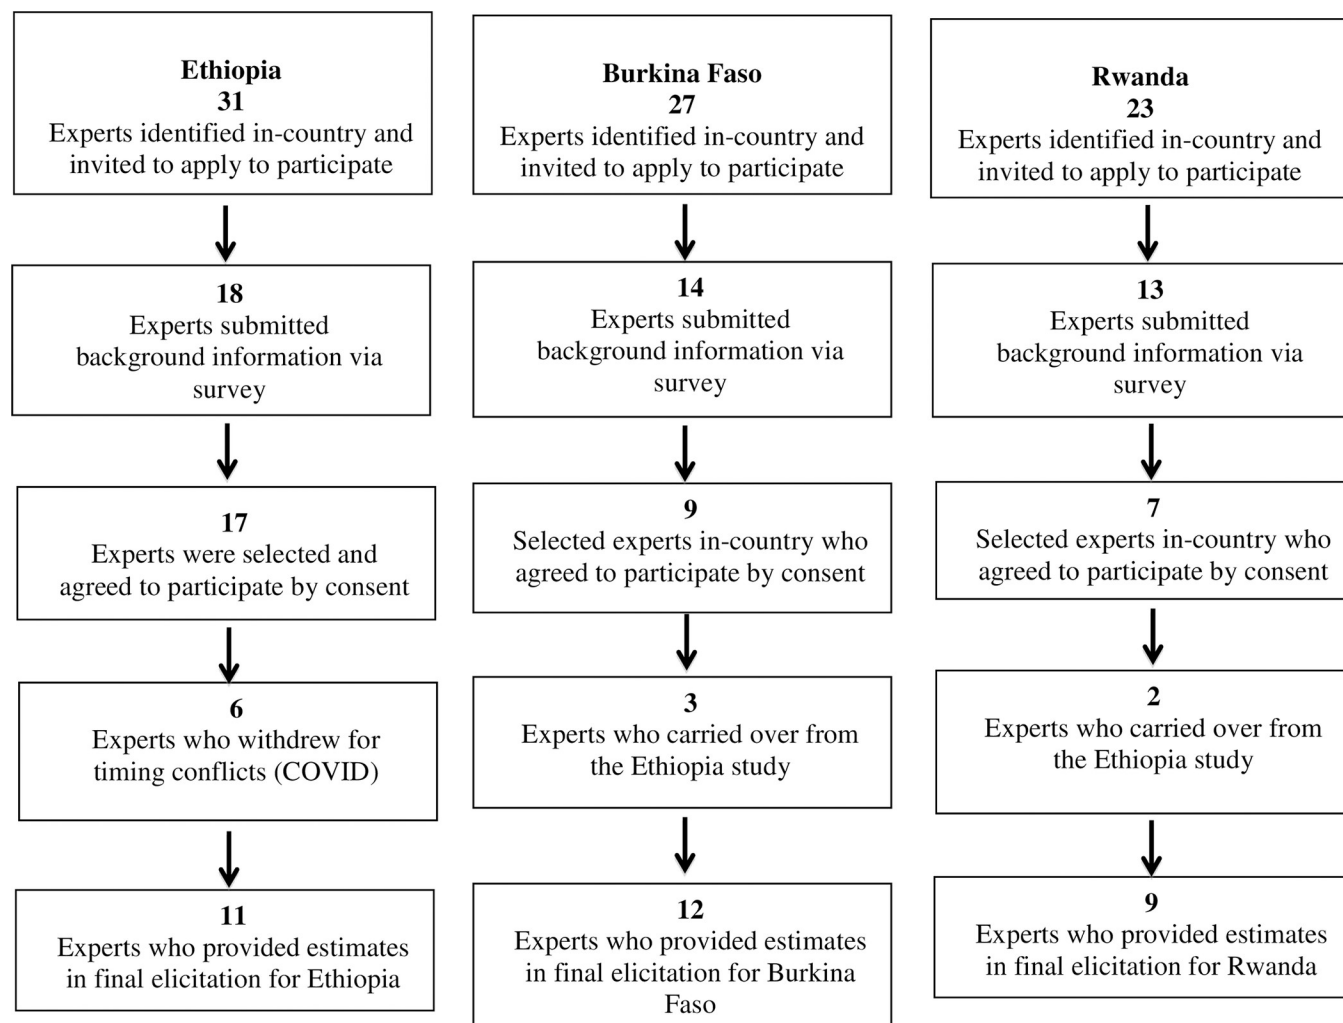 Ethiopia
31
Experts identified in-country and
invited to apply to participate
18
Experts submitted
background information via
survey
17
Experts were selected and
agreed to participate by consent
6
Experts who withdrew for
timing conflicts (COVID)
11
Experts who provided estimates
in final elicitation for Ethiopia
Burkina Faso
27
Experts identified in-country and
invited to apply to participate
14
Experts submitted
background information via
survey
9
Selected experts in-country who
agreed to participate by consent
3
Experts who carried over from
the Ethiopia study
12
Experts who provided estimates
in final elicitation for Burkina
Faso
Rwanda
23
Experts identified in-country and
invited to apply to participate
13
Experts submitted
background information via
survey
7
Selected experts in-country who
agreed to participate by consent
2
Experts who carried over from
the Ethiopia study
9
Experts who provided estimates
in final elicitation for Rwanda